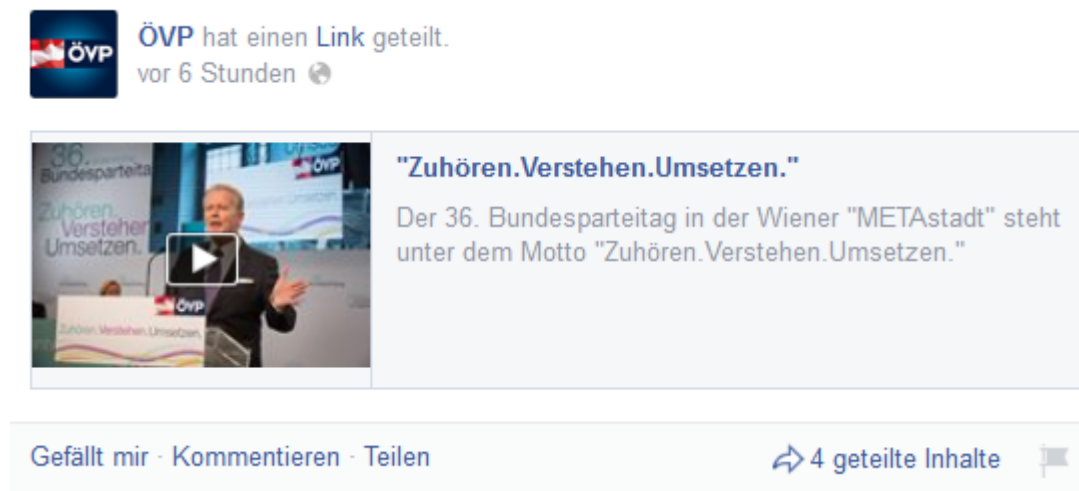 ÖVP
ÖVP hat einen Link geteilt.
vor 6 Stunden
36.
Bundesparteita
Zuhören.
Verstehen
Umsetzen.
ÖVP
ÖVP
Zuhören. Verstehen. Umsetzen.
"Zuhören.Verstehen.Umsetzen."
Der 36. Bundesparteitag in der Wiener "METAstadt" steht
unter dem Motto "Zuhören.Verstehen.Umsetzen."
Gefällt mir · Kommentieren · Teilen
4 geteilte Inhalte